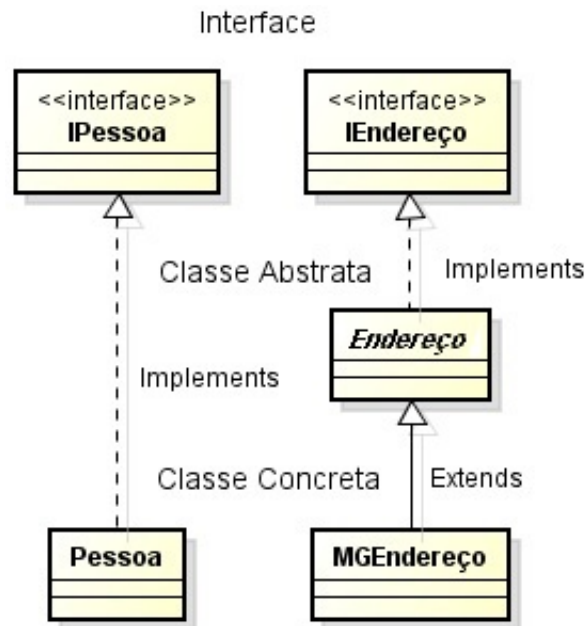 Interface
<<interface>>
IPessoa
<<interface>>
IEndereço
Classe Abstrata
Implements
Endereço
Implements
Classe Concreta
Extends
Pessoa
MGEndereço